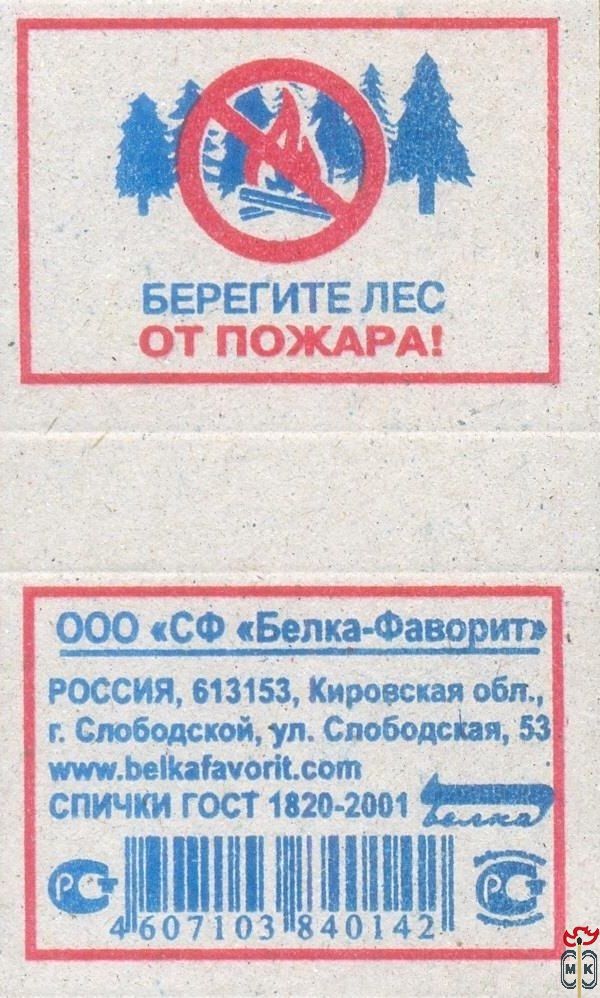 БЕРЕГИТЕ ЛЕС
ОТ ПОЖАРА!
ООО «СФ «Белка-Фаворит»
РОССИЯ, 613153, Кировская обл.,
г. Слободской, ул. Слободская, 53
www.belkafavorit.com
СПИЧКИ ГОСТ 1820-2001 Белка
4 607103 840142
МК